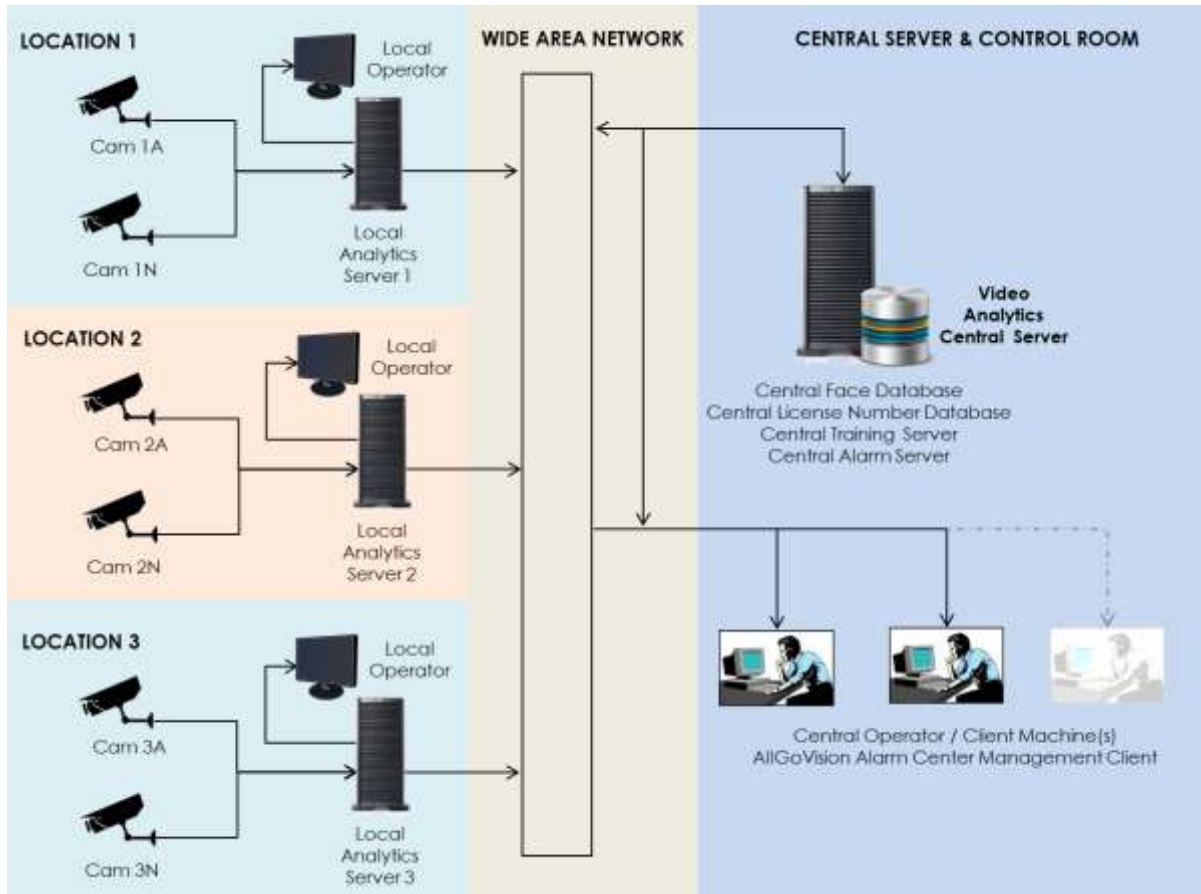 LOCATION 1
Local
Operator
Cam 1A
Cam 1N
Local
Analytics
Server 1
LOCATION 2
Local
Operator
Cam 2A
Cam 2N
Local
Analytics
Server 2
LOCATION 3
Local
Operator
Cam 3A
Cam 3N
Local
Analytics
Server 3
WIDE AREA NETWORK
CENTRAL SERVER & CONTROL ROOM
Video
Analytics
Central Server
Central Face Database
Central License Number Database
Central Training Server
Central Alarm Server
Central Operator / Client Machine(s)
AllGoVision Alarm Center Management Client